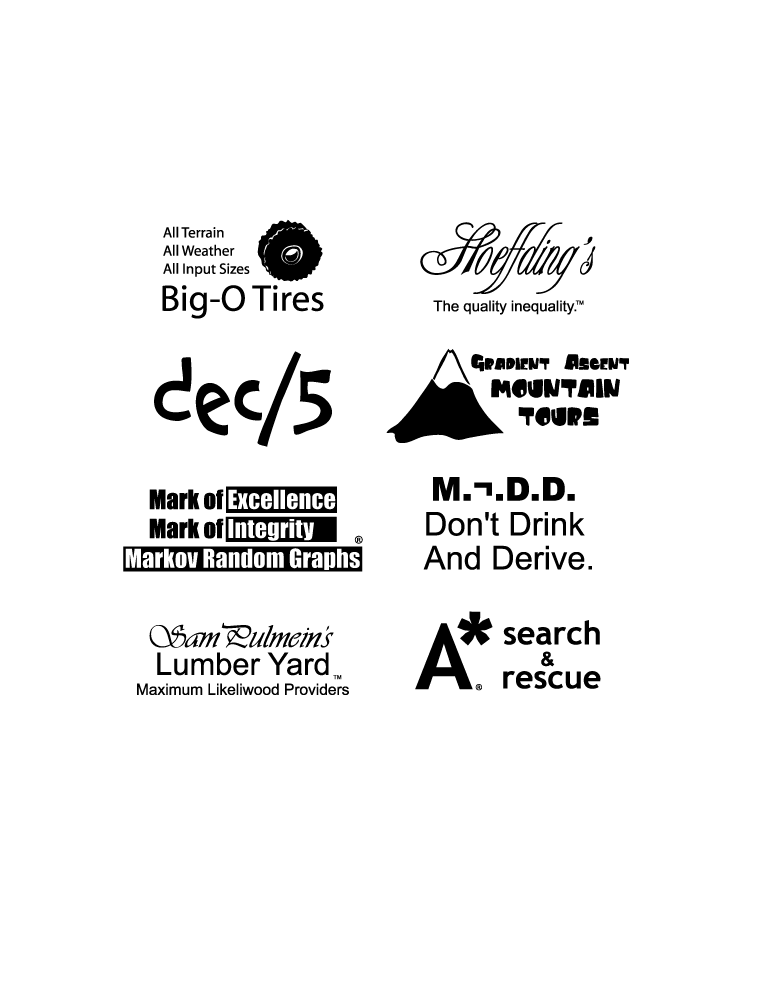 All Terrain
All Weather
All Input Sizes
Big-O Tires
Hoeffding's
The quality inequality.™
dec/5
GRADIENT ASCENT
MOUNTAIN
TOURS
Mark of Excellence
Mark of Integrity
®
Markov Random Graphs
M.¬.D.D.
Don't Drink
And Derive.
Sam Pulmein's
Lumber Yard
™
Maximum Likeliwood Providers
A*®
search
&
rescue